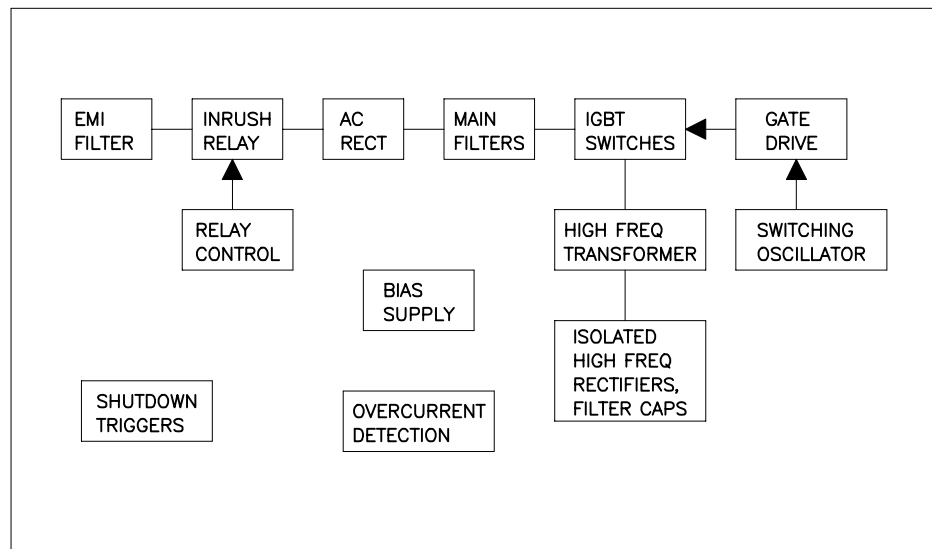 EMI
FILTER
INRUSH
RELAY
AC
RECT
MAIN
FILTERS
IGBT
SWITCHES
GATE
DRIVE
RELAY
CONTROL
HIGH FREQ
TRANSFORMER
SWITCHING
OSCILLATOR
BIAS
SUPPLY
ISOLATED
HIGH FREQ
RECTIFIERS,
FILTER CAPS
SHUTDOWN
TRIGGERS
OVERCURRENT
DETECTION